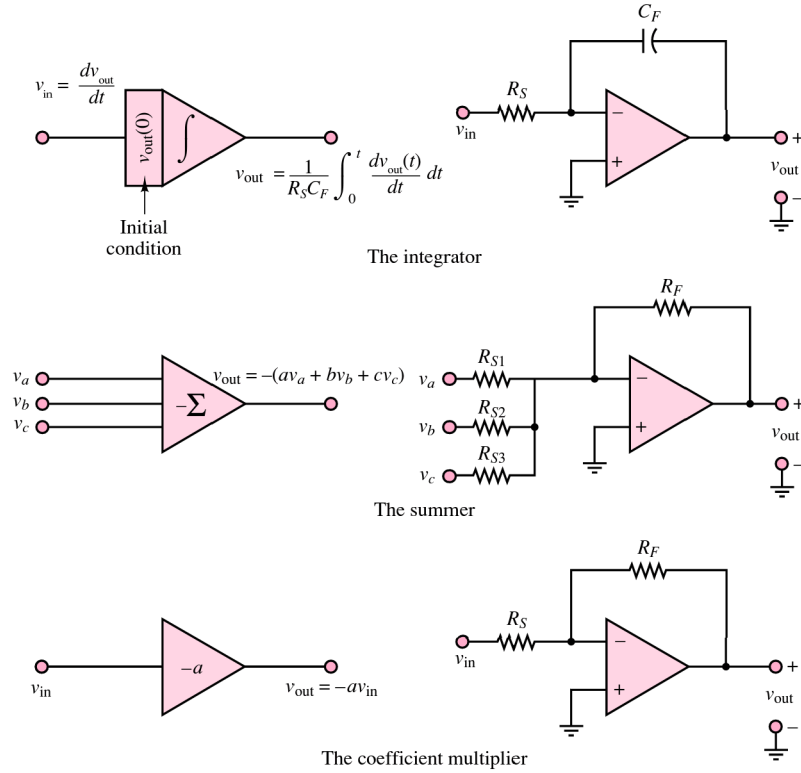 v_in = dv_out/dt
v_out(0)
∫
v_out = 1/(R_S C_F) ∫_0^t dv_out(t)/dt dt
Initial
condition
C_F
R_S
v_in
−
+
+
v_out
−
The integrator
v_a
v_b
v_c
−Σ
v_out = −(av_a + bv_b + cv_c)
R_F
R_S1
v_a
R_S2
v_b
R_S3
v_c
−
+
+
v_out
−
The summer
v_in
−a
v_out = −av_in
R_F
R_S
v_in
−
+
+
v_out
−
The coefficient multiplier